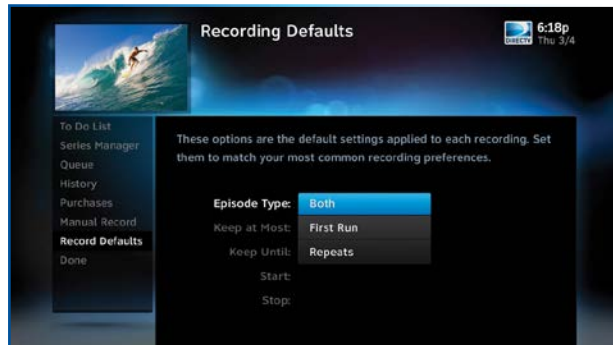 Recording Defaults
DIRECTV
6:18p
Thu 3/4
To Do List
Series Manager
Queue
History
Purchases
Manual Record
Record Defaults
Done
These options are the default settings applied to each recording. Set
them to match your most common recording preferences.
Episode Type: Both
Keep at Most: First Run
Keep Until: Repeats
Start:
Stop: